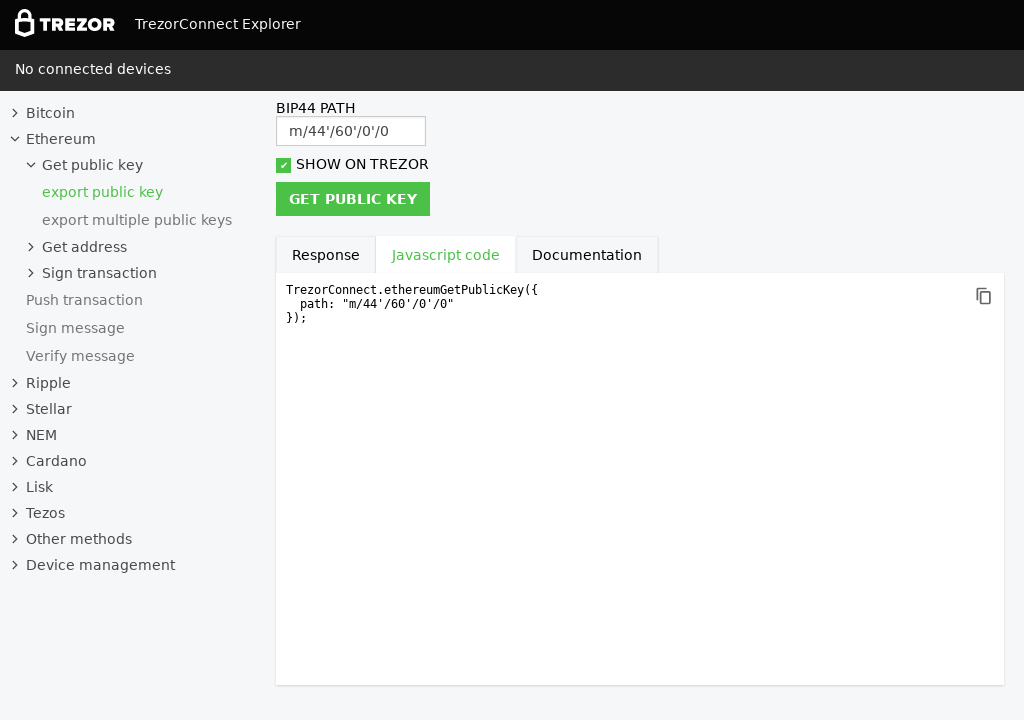 TREZOR TrezorConnect Explorer
No connected devices
Bitcoin
Ethereum
Get public key
export public key
export multiple public keys
Get address
Sign transaction
Push transaction
Sign message
Verify message
Ripple
Stellar
NEM
Cardano
Lisk
Tezos
Other methods
Device management
BIP44 PATH
m/44'/60'/0'/0
SHOW ON TREZOR
GET PUBLIC KEY
Response Javascript code Documentation
TrezorConnect.ethereumGetPublicKey({
  path: "m/44'/60'/0'/0"
});